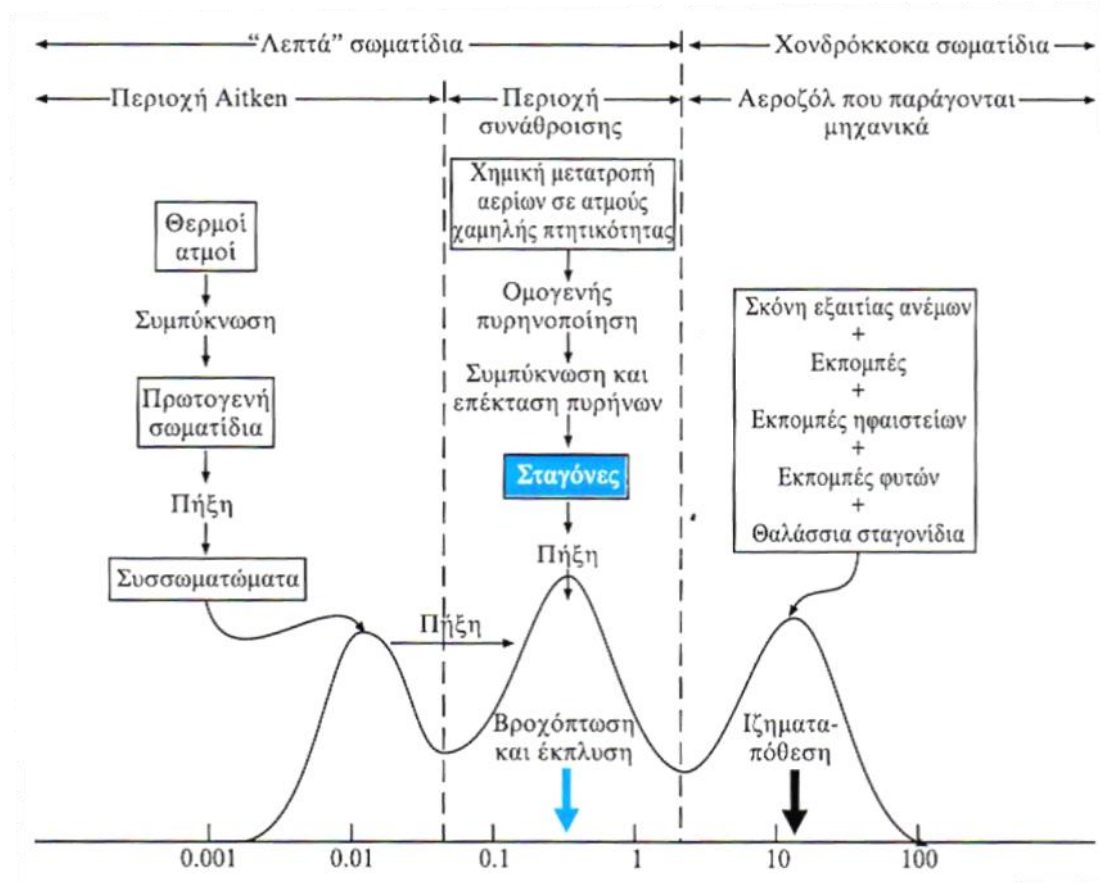 “Λεπτά” σωματίδια
Χονδρόκκοκα σωματίδια
Περιοχή Aitken
Περιοχή
συνάθροισης
Αεροζόλ που παράγονται
μηχανικά
Θερμοί
ατμοί
Συμπύκνωση
Πρωτογενή
σωματίδια
Πήξη
Συσσωματώματα
Χημική μετατροπή
αερίων σε ατμούς
χαμηλής πτητικότητας
Ομογενής
πυρηνοποίηση
Συμπύκνωση και
επέκταση πυρήνων
Σταγόνες
Πήξη
Πήξη
Σκόνη εξαιτίας ανέμων
+
Εκπομπές
+
Εκπομπές ηφαιστείων
+
Εκπομπές φυτών
+
Θαλάσσια σταγονίδια
Βροχόπτωση
και έκπλυση
Ιζηματα-
πόθεση
0.001 0.01 0.1 1 10 100